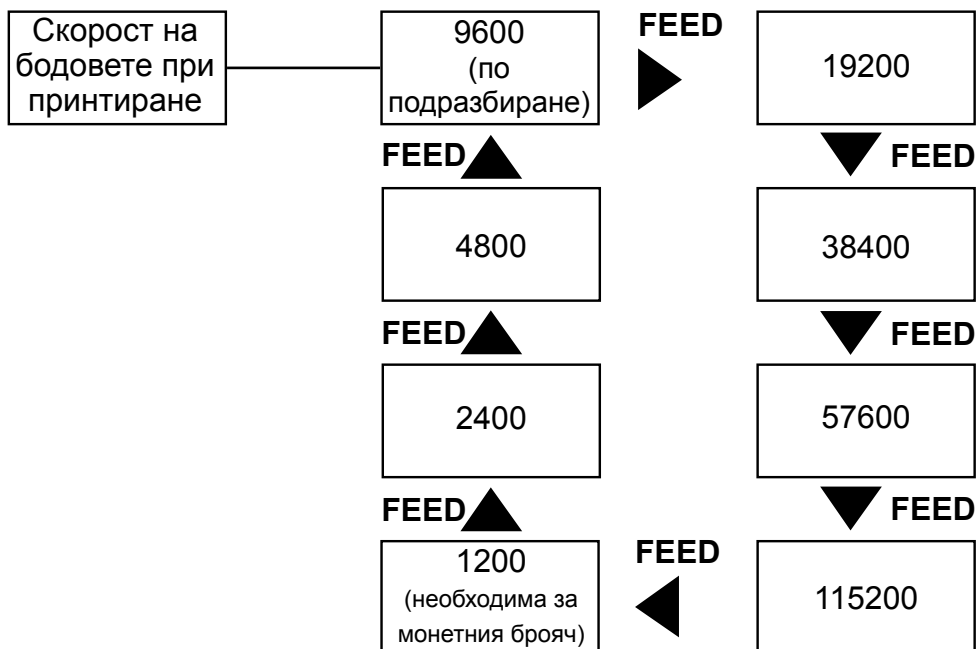 Скорост на
бодовете при
принтиране
9600
(по
подразбиране)
FEED
19200
FEED
FEED
4800
38400
FEED
FEED
2400
57600
FEED
FEED
1200
(необходима за
монетния брояч)
FEED
115200